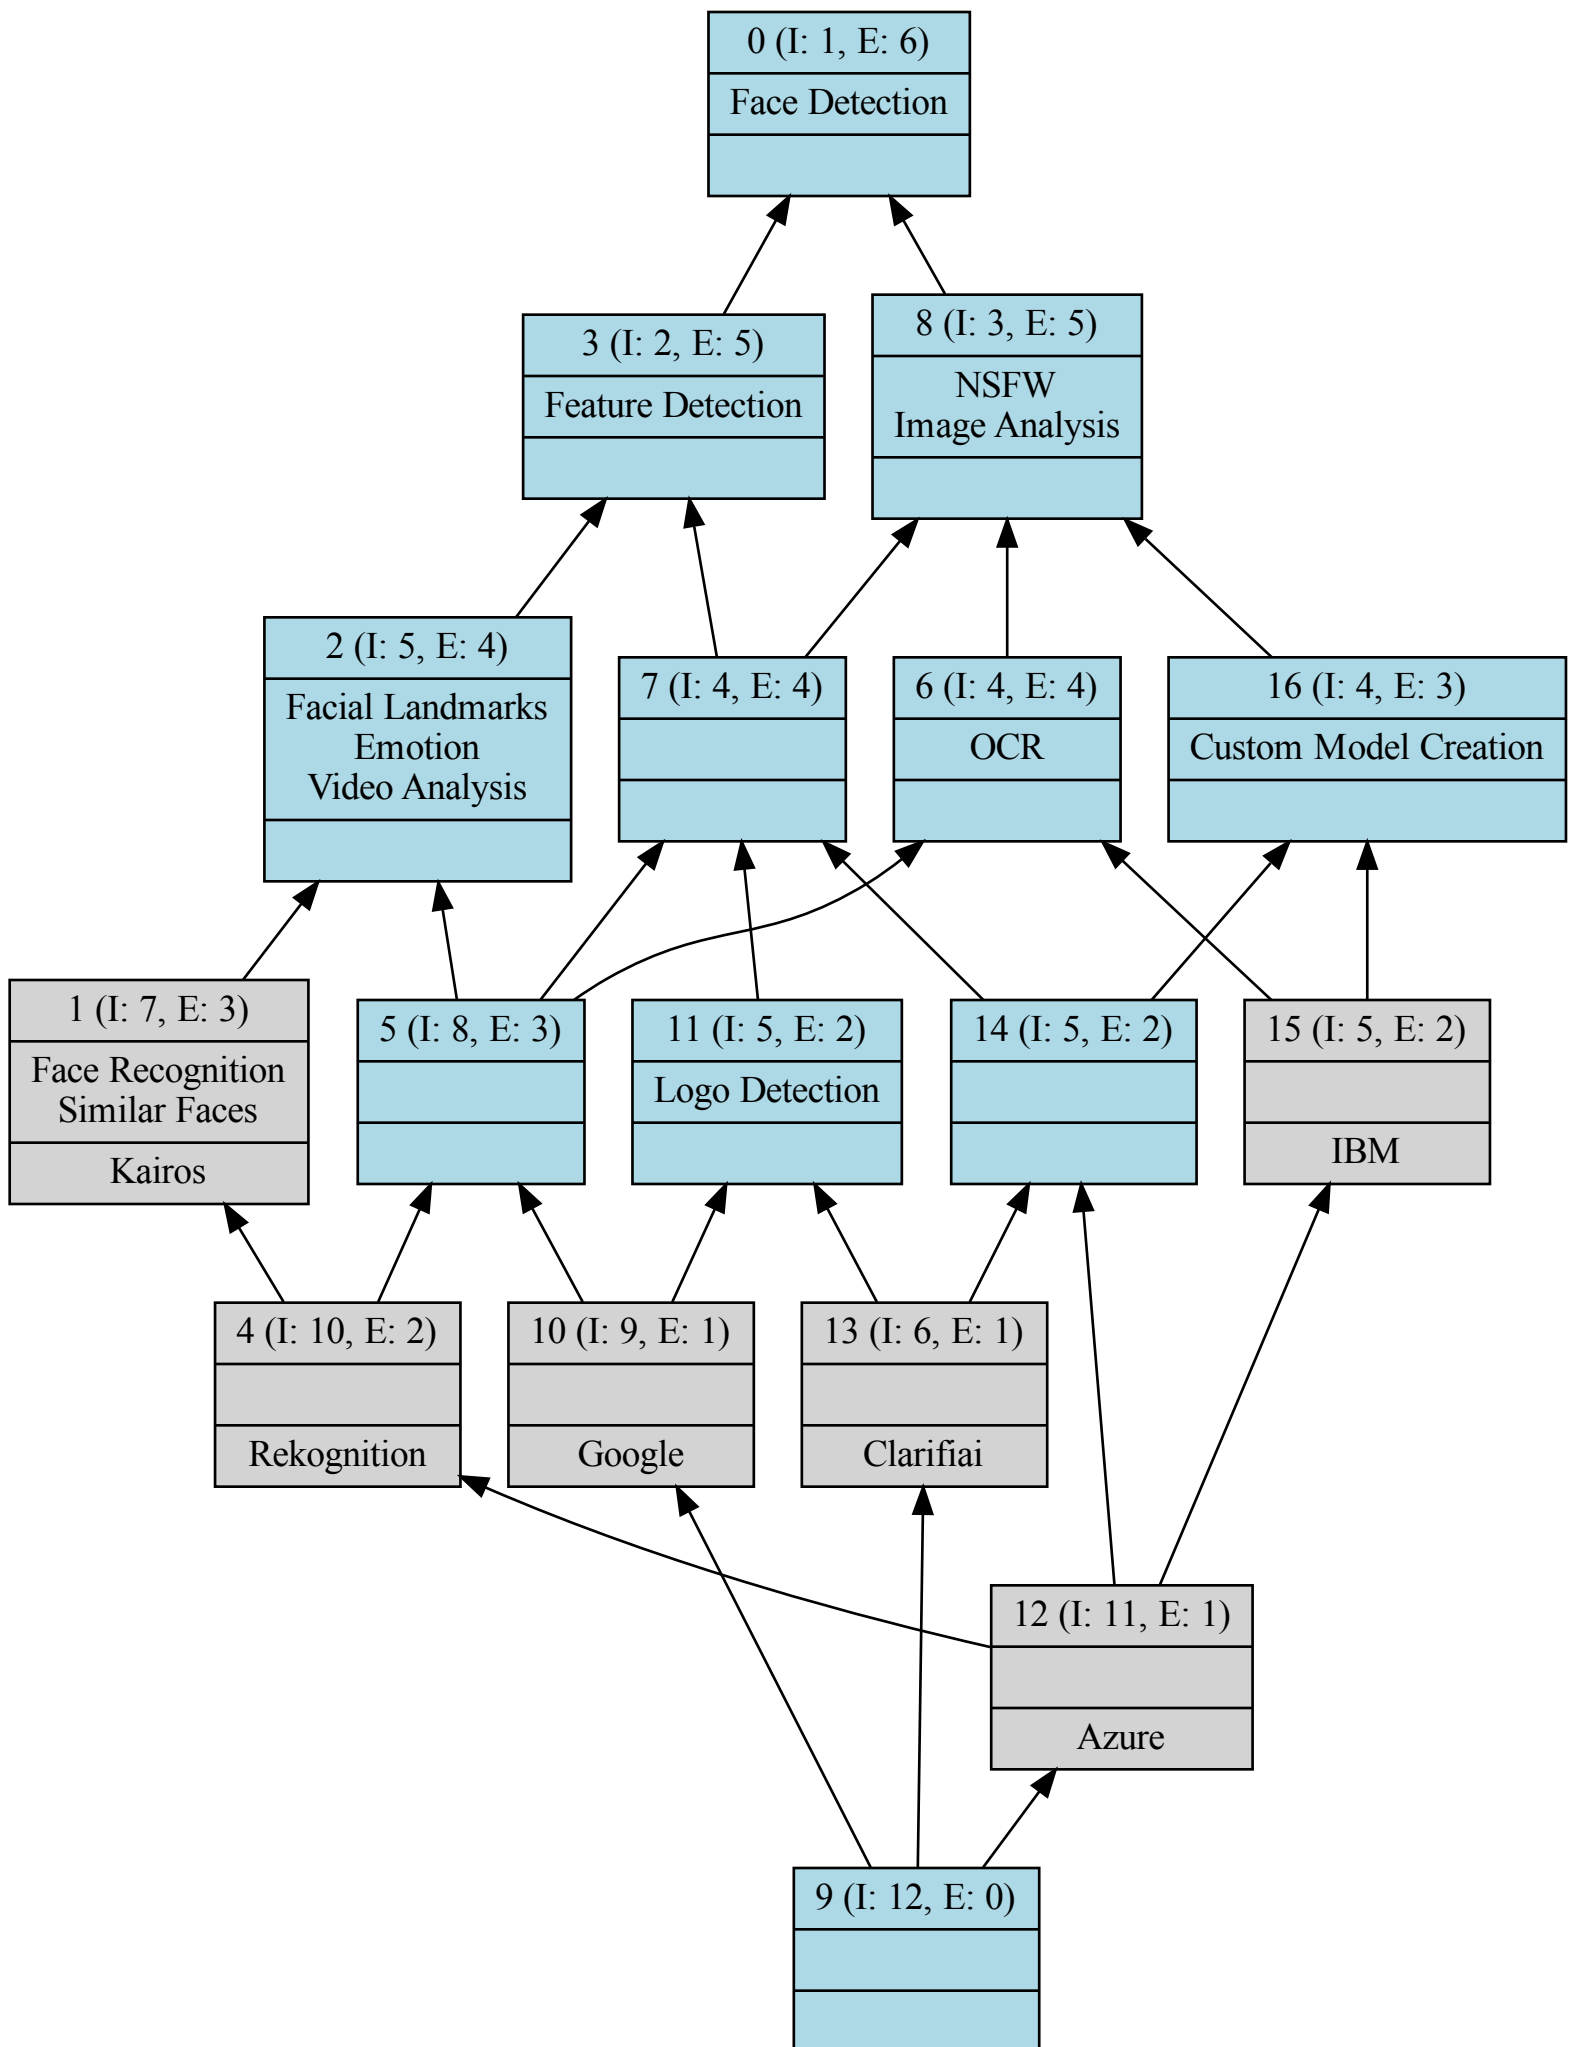 0 (I: 1, E: 6)
Face Detection
3 (I: 2, E: 5)
Feature Detection
8 (I: 3, E: 5)
NSFW
Image Analysis
2 (I: 5, E: 4)
Facial Landmarks
Emotion
Video Analysis
7 (I: 4, E: 4)
6 (I: 4, E: 4)
OCR
16 (I: 4, E: 3)
Custom Model Creation
1 (I: 7, E: 3)
Face Recognition
Similar Faces
Kairos
5 (I: 8, E: 3)
11 (I: 5, E: 2)
Logo Detection
14 (I: 5, E: 2)
15 (I: 5, E: 2)
IBM
4 (I: 10, E: 2)
Rekognition
10 (I: 9, E: 1)
Google
13 (I: 6, E: 1)
Clarifiai
12 (I: 11, E: 1)
Azure
9 (I: 12, E: 0)